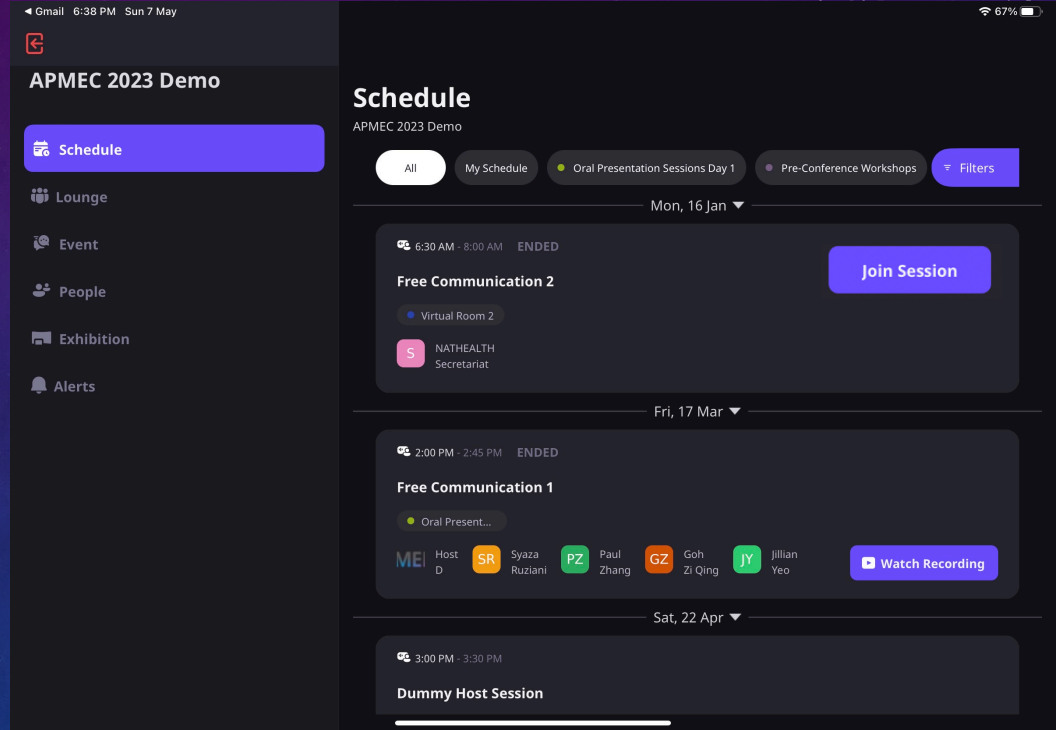 ◀ Gmail 6:38 PM Sun 7 May
67%
APMEC 2023 Demo
Schedule
Lounge
Event
People
Exhibition
Alerts
Schedule
APMEC 2023 Demo
All
My Schedule
Oral Presentation Sessions Day 1
Pre-Conference Workshops
Filters
Mon, 16 Jan
6:30 AM - 8:00 AM ENDED
Free Communication 2
Join Session
Virtual Room 2
S
NATHEALTH
Secretariat
Fri, 17 Mar
2:00 PM - 2:45 PM ENDED
Free Communication 1
Oral Present...
Host
D
SR
Syaza
Ruziani
PZ
Paul
Zhang
GZ
Goh
Zi Qing
JY
Jillian
Yeo
Watch Recording
Sat, 22 Apr
3:00 PM - 3:30 PM
Dummy Host Session